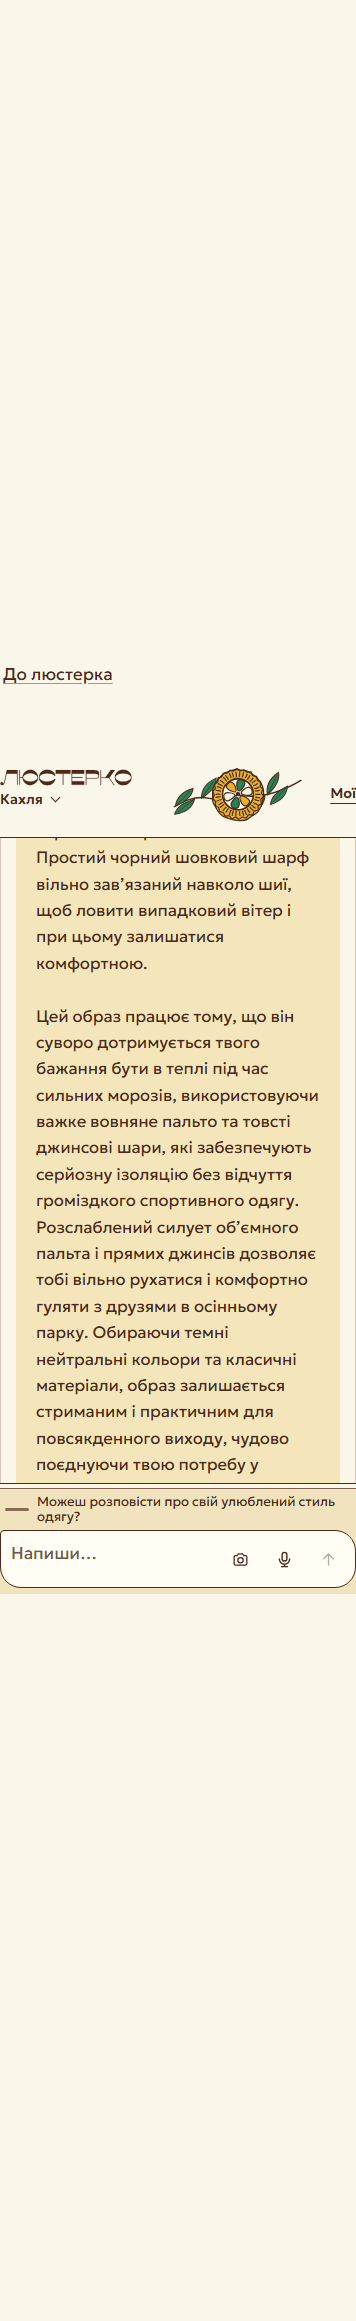 До люстерка
ЛЮСТЕРКО
Кахля
Мої
Простий чорний шовковий шарф
вільно зав’язаний навколо шиї,
щоб ловити випадковий вітер і
при цьому залишатися
комфортною.
Цей образ працює тому, що він
суворо дотримується твого
бажання бути в теплі під час
сильних морозів, використовуючи
важке вовняне пальто та товсті
джинсові шари, які забезпечують
серйозну ізоляцію без відчуття
громіздкого спортивного одягу.
Розслаблений силует об’ємного
пальта і прямих джинсів дозволяє
тобі вільно рухатися і комфортно
гуляти з друзями в осінньому
парку. Обираючи темні
нейтральні кольори та класичні
матеріали, образ залишається
стриманим і практичним для
повсякденного виходу, чудово
поєднуючи твою потребу у
Можеш розповісти про свій улюблений стиль
одягу?
Напиши...